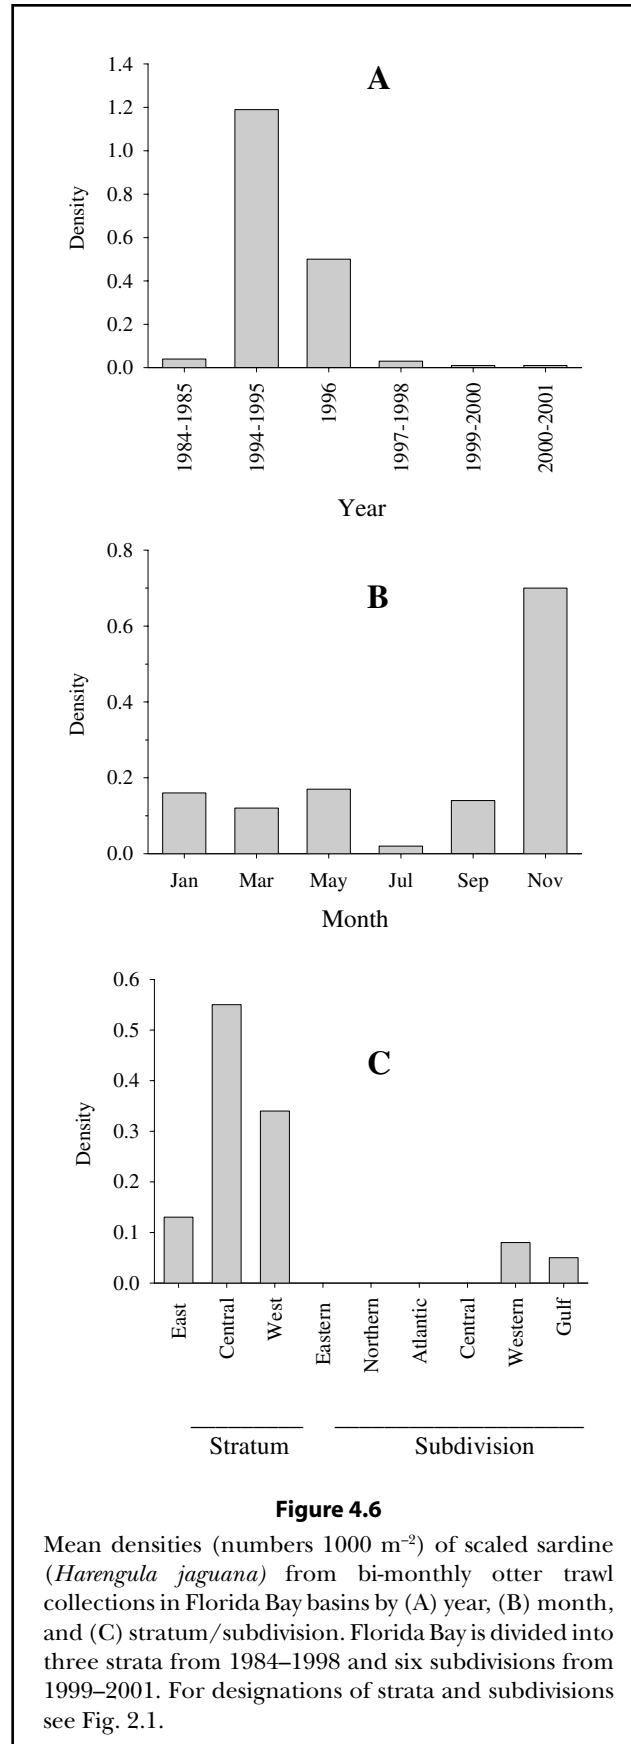 A
1.4
1.2
1.0
0.8
0.6
0.4
0.2
0.0
Density
1984-1985
1994-1995
1996
1997-1998
1999-2000
2000-2001
Year
B
0.8
0.6
0.4
0.2
0.0
Density
Jan Mar May Jul Sep Nov
Month
C
0.6
0.5
0.4
0.3
0.2
0.1
0.0
Density
East
Central
West
Eastern
Northern
Atlantic
Central
Western
Gulf
Stratum Subdivision
Figure 4.6
Mean densities (numbers 1000 m⁻²) of scaled sardine
(Harengula jaguana) from bi-monthly otter trawl
collections in Florida Bay basins by (A) year, (B) month,
and (C) stratum/subdivision. Florida Bay is divided into
three strata from 1984–1998 and six subdivisions from
1999–2001. For designations of strata and subdivisions
see Fig. 2.1.